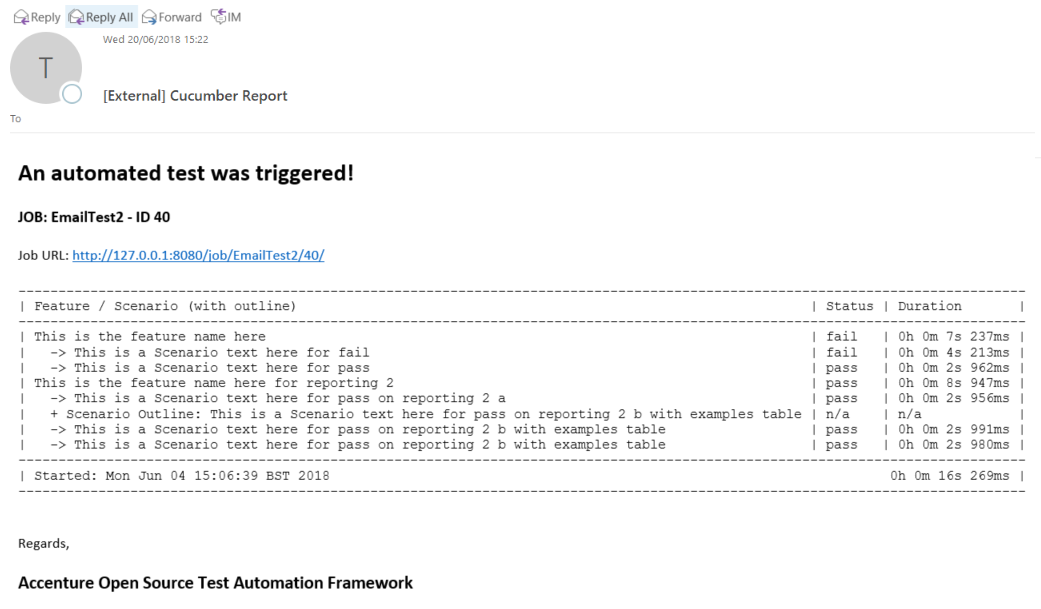 Reply Reply All Forward IM
Wed 20/06/2018 15:22
T
[External] Cucumber Report
To
An automated test was triggered!
JOB: EmailTest2 - ID 40
Job URL: http://127.0.0.1:8080/job/EmailTest2/40/
| Feature / Scenario (with outline) | Status | Duration |
| This is the feature name here | fail | 0h 0m 7s 237ms |
| -> This is a Scenario text here for fail | fail | 0h 0m 4s 213ms |
| -> This is a Scenario text here for pass | pass | 0h 0m 2s 962ms |
| This is the feature name here for reporting 2 | pass | 0h 0m 8s 947ms |
| -> This is a Scenario text here for pass on reporting 2 a | pass | 0h 0m 2s 956ms |
| + Scenario Outline: This is a Scenario text here for pass on reporting 2 b with examples table | n/a | n/a |
| -> This is a Scenario text here for pass on reporting 2 b with examples table | pass | 0h 0m 2s 991ms |
| -> This is a Scenario text here for pass on reporting 2 b with examples table | pass | 0h 0m 2s 980ms |
| Started: Mon Jun 04 15:06:39 BST 2018 0h 0m 16s 269ms |
Regards,
Accenture Open Source Test Automation Framework